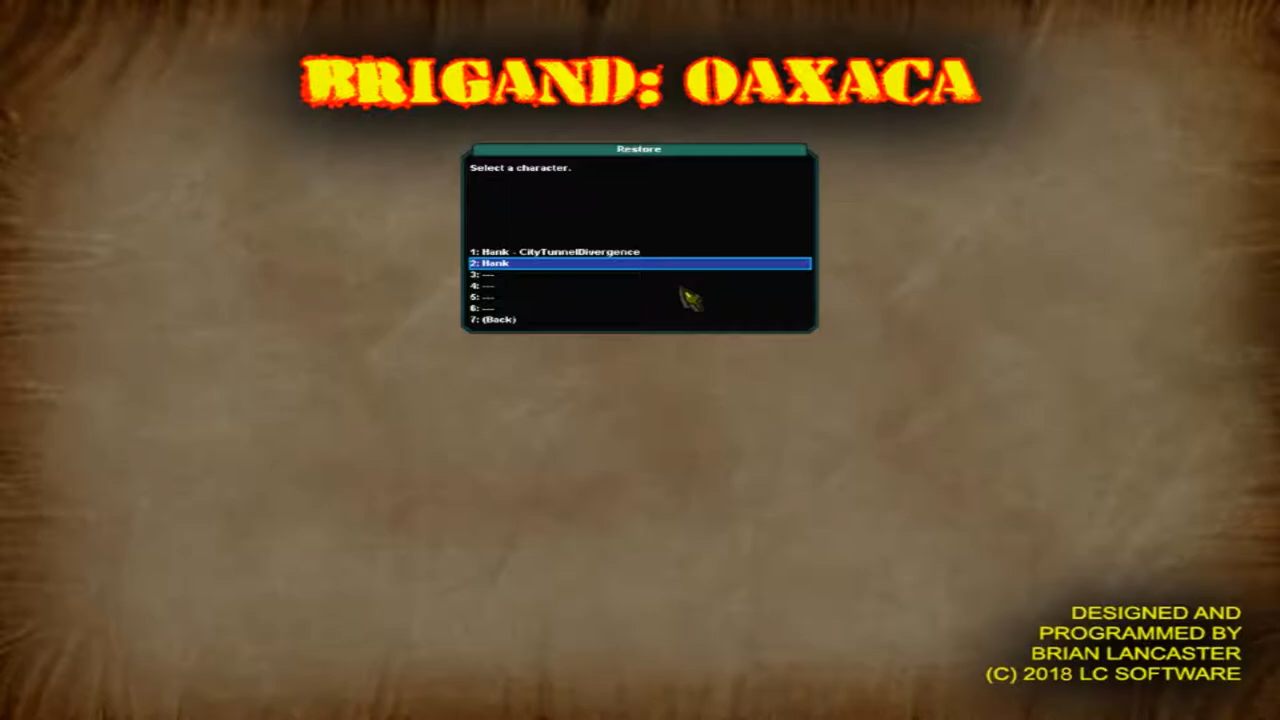 BRIGAND: OAXACA
Restore
Select a character.
1: Hank - CityTunnelDivergence
2: Hank
3: ---
4: ---
5: ---
6: ---
7: (Back)
DESIGNED AND
PROGRAMMED BY
BRIAN LANCASTER
(C) 2018 LC SOFTWARE